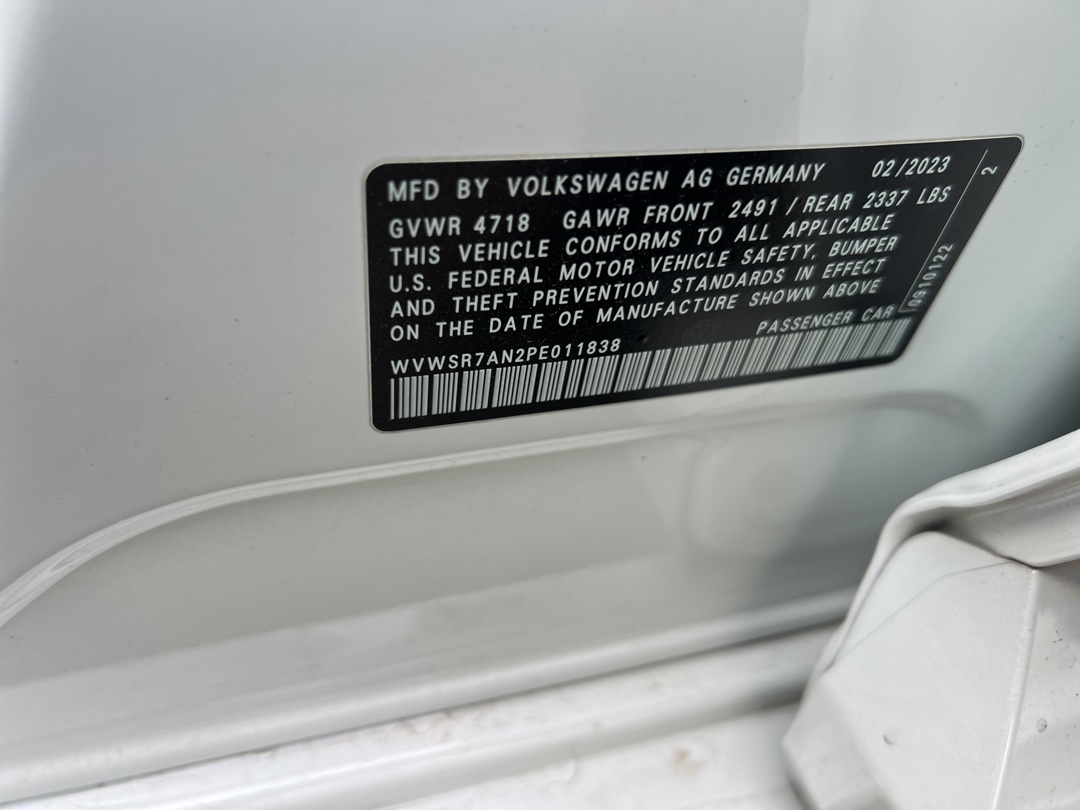 MFD BY VOLKSWAGEN AG GERMANY 02/2023
GVWR 4718 GAWR FRONT 2491 / REAR 2337 LBS
THIS VEHICLE CONFORMS TO ALL APPLICABLE
U.S. FEDERAL MOTOR VEHICLE SAFETY, BUMPER
AND THEFT PREVENTION STANDARDS IN EFFECT
ON THE DATE OF MANUFACTURE SHOWN ABOVE
WVWSR7AN2PE011838 PASSENGER CAR
0910122 2